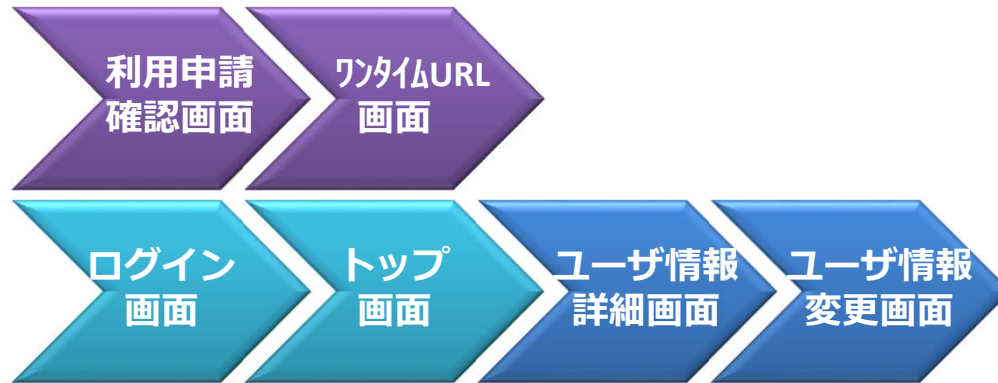 利用申請
確認画面
ﾜﾝﾀｲﾑURL
画面
ログイン
画面
トップ
画面
ユーザ情報
詳細画面
ユーザ情報
変更画面